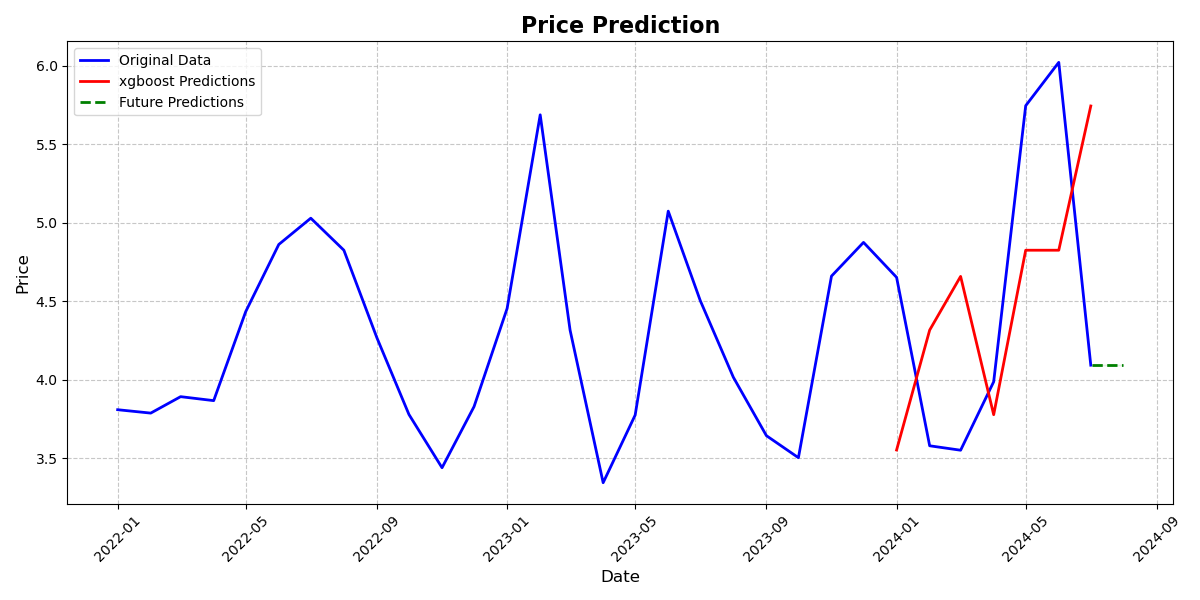 Price Prediction
Original Data
xgboost Predictions
Future Predictions
Price
6.0
5.5
5.0
4.5
4.0
3.5
2022-01
2022-05
2022-09
2023-01
2023-05
2023-09
2024-01
2024-05
2024-09
Date